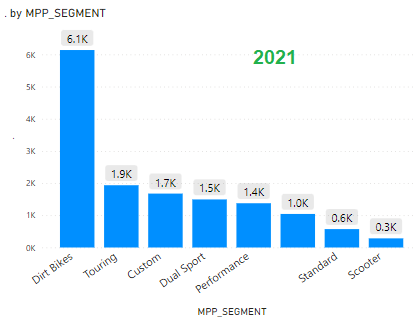 . by MPP_SEGMENT
2021
6K
5K
4K
3K
2K
1K
0K
.
6.1K
1.9K
1.7K
1.5K
1.4K
1.0K
0.6K
0.3K
Dirt Bikes
Touring
Custom
Dual Sport
Performance
Standard
Scooter
MPP_SEGMENT